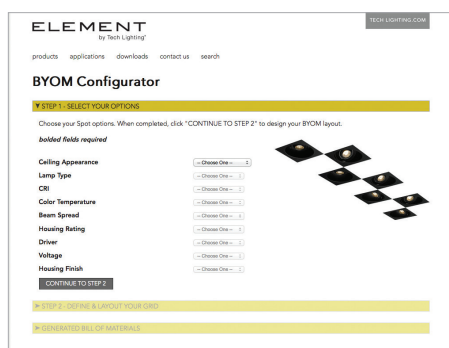 ELEMENT
by Tech Lighting®
TECH LIGHTING.COM
products applications downloads contact us search
BYOM Configurator
▼ STEP 1 - SELECT YOUR OPTIONS
Choose your Spot options. When completed, click "CONTINUE TO STEP 2" to design your BYOM layout.
bolded fields required
Ceiling Appearance -- Choose One --
Lamp Type -- Choose One --
CRI -- Choose One --
Color Temperature -- Choose One --
Beam Spread -- Choose One --
Housing Rating -- Choose One --
Driver -- Choose One --
Voltage -- Choose One --
Housing Finish -- Choose One --
CONTINUE TO STEP 2
► STEP 2 - DEFINE & LAYOUT YOUR GRID
► GENERATED BILL OF MATERIALS